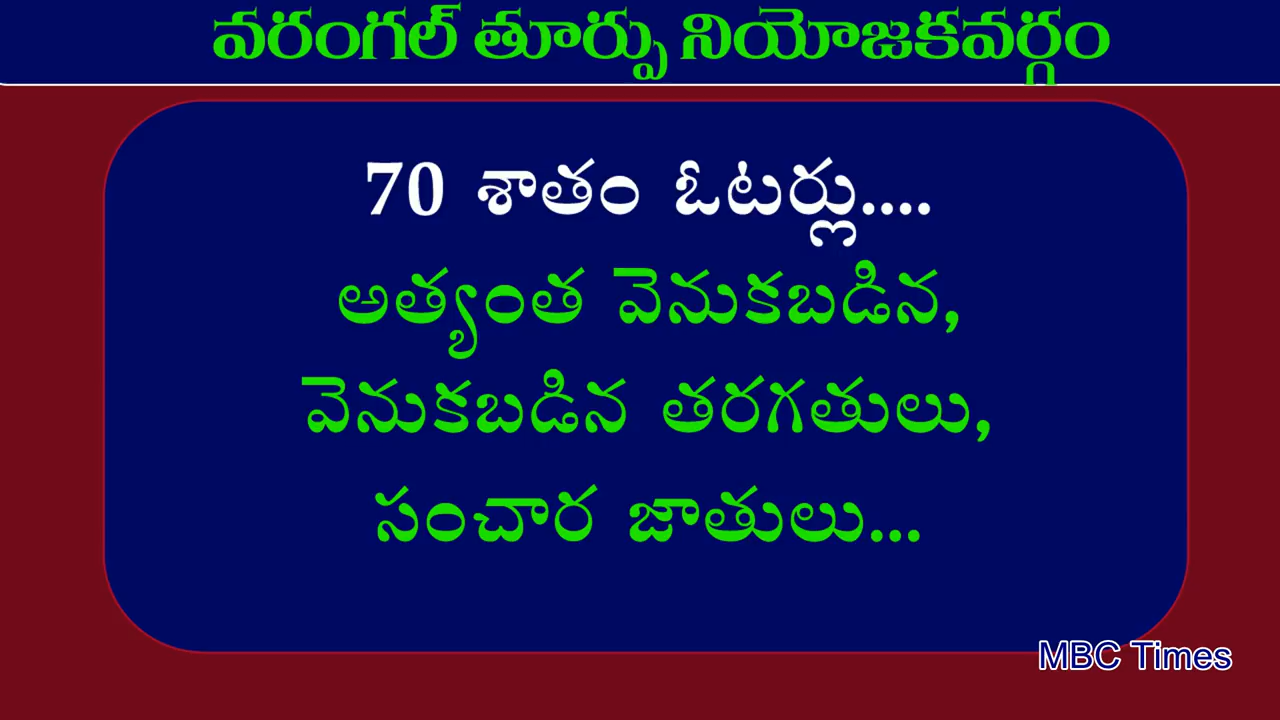 వరంగల్ తూర్పు నియోజకవర్గం
70 శాతం ఓటర్లు....
అత్యంత వెనుకబడిన,
వెనుకబడిన తరగతులు,
సంచార జాతులు...
MBC Times